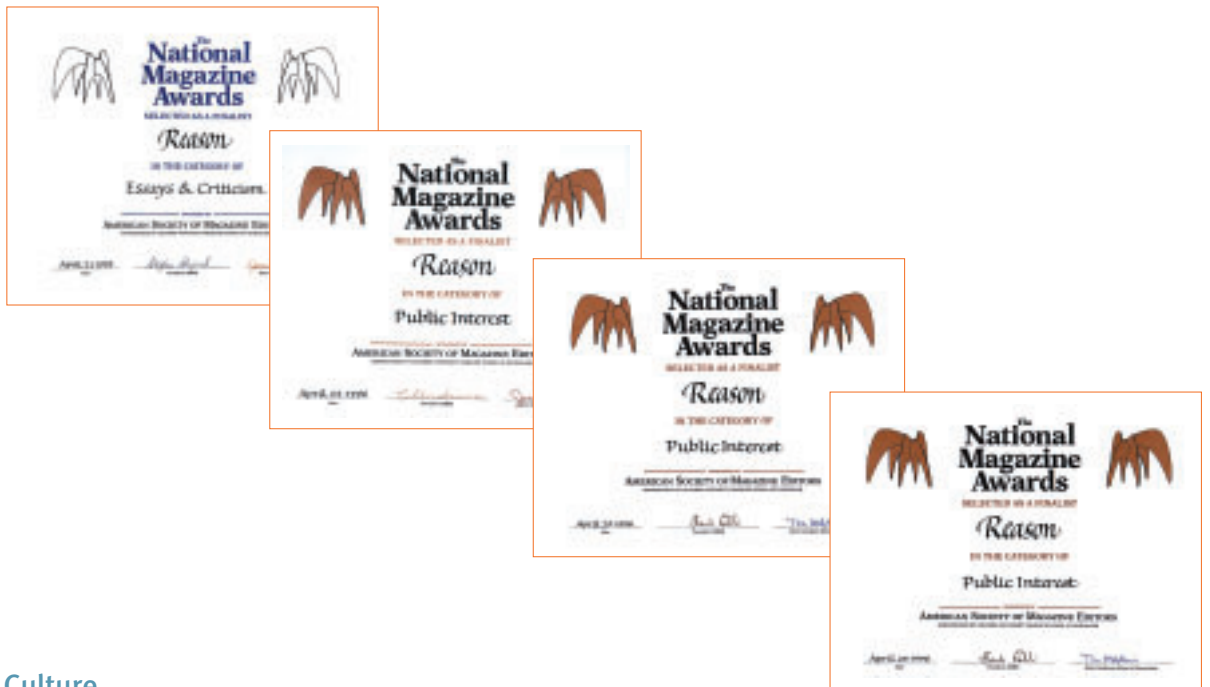 The
National
Magazine
Awards
SELECTED AS A FINALIST
Reason
IN THE CATEGORY OF
Essays & Criticism
AMERICAN SOCIETY OF MAGAZINE
The
National
Magazine
Awards
SELECTED AS A FINALIST
Reason
IN THE CATEGORY OF
Public Interest
AMERICAN SOCIETY OF MAGAZINE
The
National
Magazine
Awards
SELECTED AS A FINALIST
Reason
IN THE CATEGORY OF
Public Interest
AMERICAN SOCIETY OF MAGAZINE EDITORS
The
National
Magazine
Awards
SELECTED AS A FINALIST
Reason
IN THE CATEGORY OF
Public Interest
AMERICAN SOCIETY OF MAGAZINE EDITORS
Culture